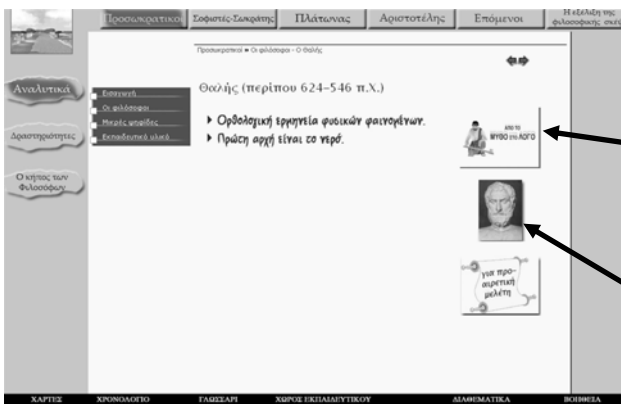 Προσωκρατικοί
Σοφιστές-Σωκράτης
Πλάτωνας
Αριστοτέλης
Επόμενοι
Η εξέλιξη της
φιλοσοφικής σκέψ
Προσωκρατικοί • Οι φιλόσοφοι - Ο Θαλής
Αναλυτικά
Δραστηριότητες
Ο κήπος των
Φιλοσόφων
Εισαγωγή
Οι φιλόσοφοι
Μικρές ψηφίδες
Εκπαιδευτικό υλικό
Θαλής (περίπου 624-546 π.Χ.)
Ορθολογική ερμηνεία φυσικών φαινομένων.
Πρώτη αρχή είναι το νερό.
ΑΠΟ ΤΟ
ΜΥΘΟ ΣΤΟ ΛΟΓΟ
για προ-
αιρετική
μελέτη
ΧΑΡΤΕΣ ΧΡΟΝΟΛΟΓΙΟ ΓΛΩΣΣΑΡΙ ΧΩΡΟΣ ΕΚΠΑΙΔΕΥΤΙΚΟΥ ΔΙΑΘΕΜΑΤΙΚΑ ΒΟΗΘΕΙΑ